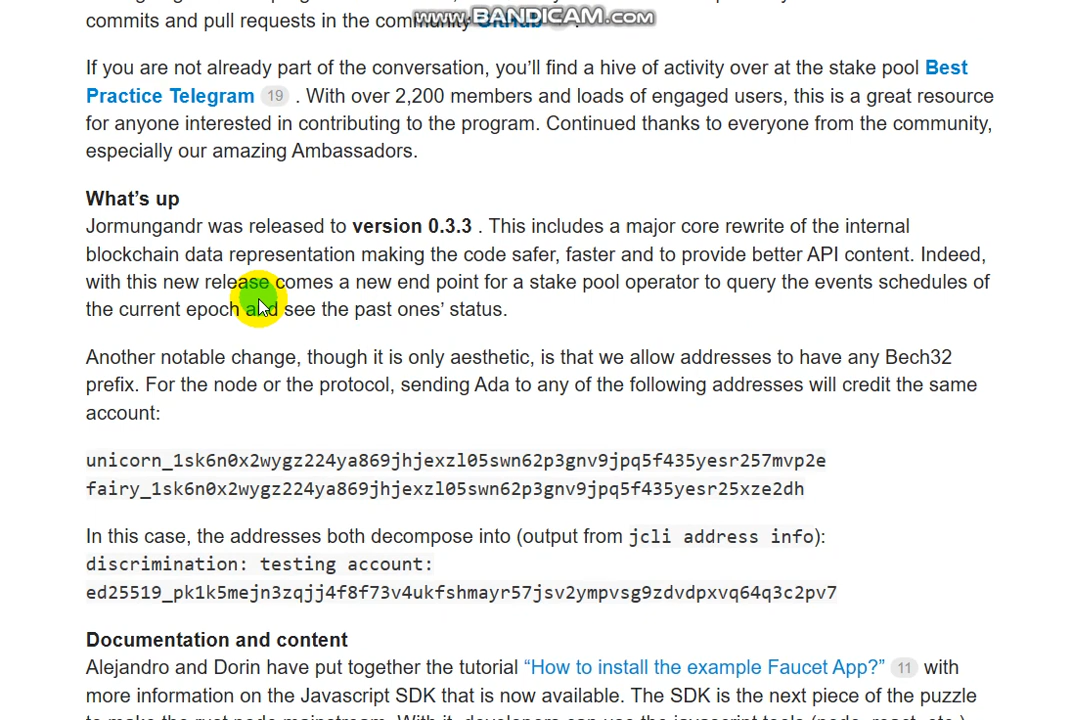 www.BANDICAM.com
commits and pull requests in the community GitHub .
If you are not already part of the conversation, you’ll find a hive of activity over at the stake pool Best
Practice Telegram 19 . With over 2,200 members and loads of engaged users, this is a great resource
for anyone interested in contributing to the program. Continued thanks to everyone from the community,
especially our amazing Ambassadors.
What’s up
Jormungandr was released to version 0.3.3 . This includes a major core rewrite of the internal
blockchain data representation making the code safer, faster and to provide better API content. Indeed,
with this new release comes a new end point for a stake pool operator to query the events schedules of
the current epoch and see the past ones’ status.
Another notable change, though it is only aesthetic, is that we allow addresses to have any Bech32
prefix. For the node or the protocol, sending Ada to any of the following addresses will credit the same
account:
unicorn_1sk6n0x2wygz224ya869jhjexzl05swn62p3gnv9jpq5f435yesr257mvp2e
fairy_1sk6n0x2wygz224ya869jhjexzl05swn62p3gnv9jpq5f435yesr25xze2dh
In this case, the addresses both decompose into (output from jcli address info):
discrimination: testing account:
ed25519_pk1k5mejn3zqjj4f8f73v4ukfshmayr57jsv2ympvsg9zdvdpxvq64q3c2pv7
Documentation and content
Alejandro and Dorin have put together the tutorial “How to install the example Faucet App?” 11 with
more information on the Javascript SDK that is now available. The SDK is the next piece of the puzzle